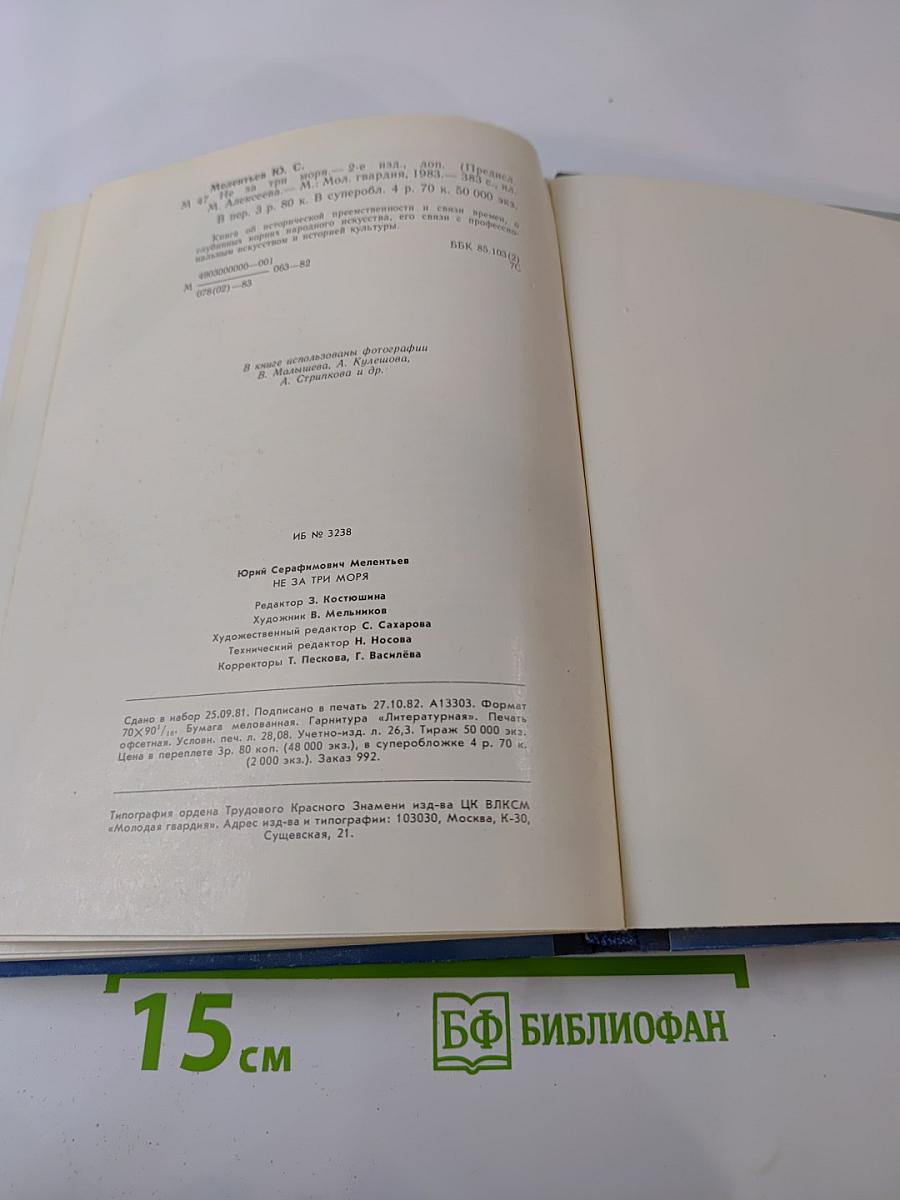 Мелентьев Ю. С.
М 47 Не за три моря.— 2-е изд., доп. (Предисл.
М. Алексеева.— М.: Мол. гвардия, 1983.— 383 с., ил.
В пер. 3 р. 80 к. В суперобл. 4 р. 70 к. 50 000 экз.
Книга об исторической преемственности и связи времен, о
глубинных корнях народного искусства, его связи с профессио-
нальным искусством и историей культуры.
М 4903000000—001
078(02)—83 063—82
ББК 85.103(2)
7С
В книге использованы фотографии
В. Малышева, А. Кулешова,
А. Стрипкова и др.
ИБ № 3238
Юрий Серафимович Мелентьев
НЕ ЗА ТРИ МОРЯ
Редактор З. Костюшина
Художник В. Мельников
Художественный редактор С. Сахарова
Технический редактор Н. Носова
Корректоры Т. Пескова, Г. Василёва
Сдано в набор 25.09.81. Подписано в печать 27.10.82. А13303. Формат
70×90¹/₁₆. Бумага мелованная. Гарнитура «Литературная». Печать
офсетная. Условн. печ. л. 28,08. Учетно-изд. л. 26,3. Тираж 50 000 экз.
Цена в переплете 3р. 80 коп. (48 000 экз.), в суперобложке 4 р. 70 к.
(2 000 экз.). Заказ 992.
Типография ордена Трудового Красного Знамени изд-ва ЦК ВЛКСМ
«Молодая гвардия». Адрес изд-ва и типографии: 103030, Москва, К-30,
Сущевская, 21.
15 см
БФ БИБЛИОФАН